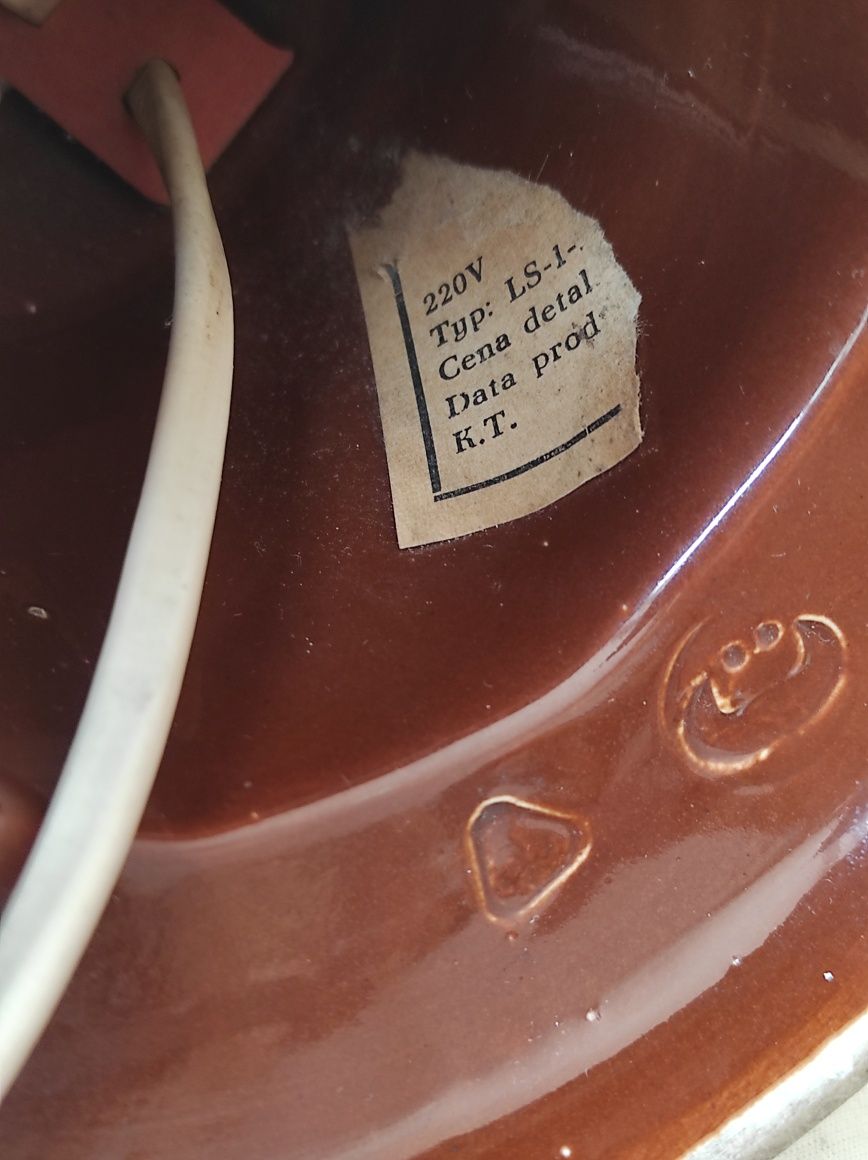 220V
Typ: LS-1-
Cena detal
Data prod
K.T.